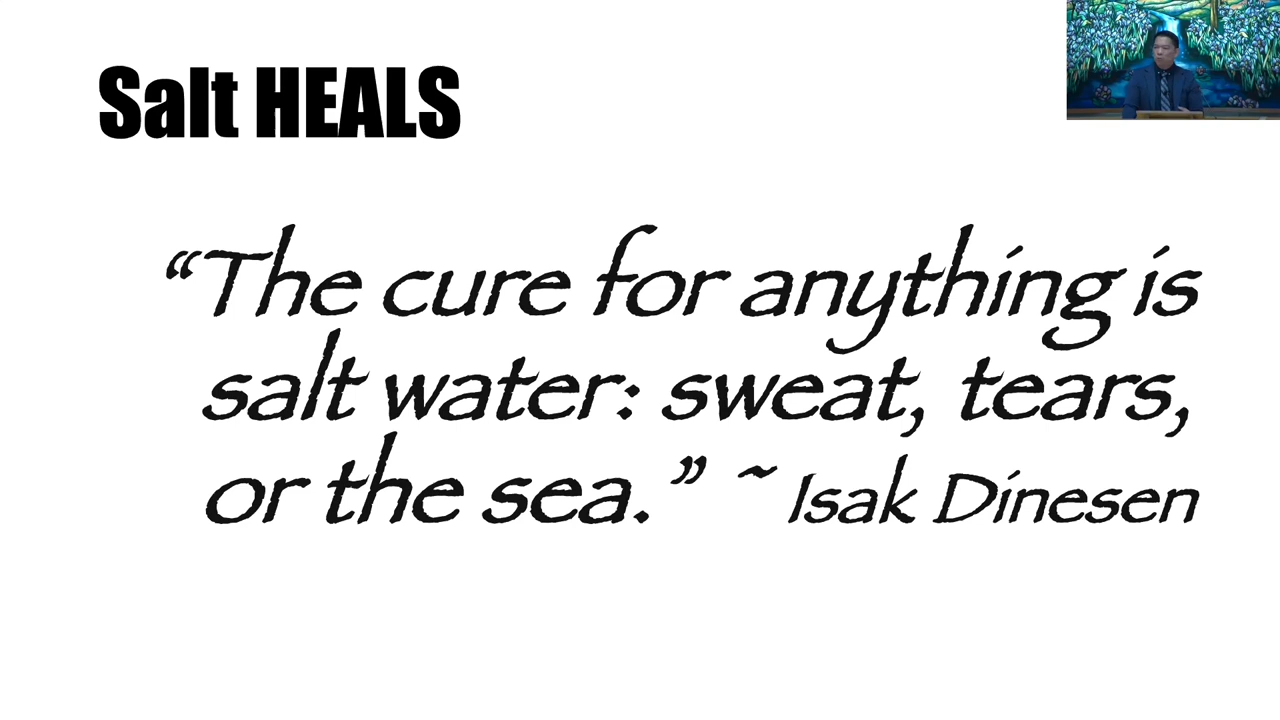 Salt HEALS
“The cure for anything is
salt water: sweat, tears,
or the sea.” ~ Isak Dinesen